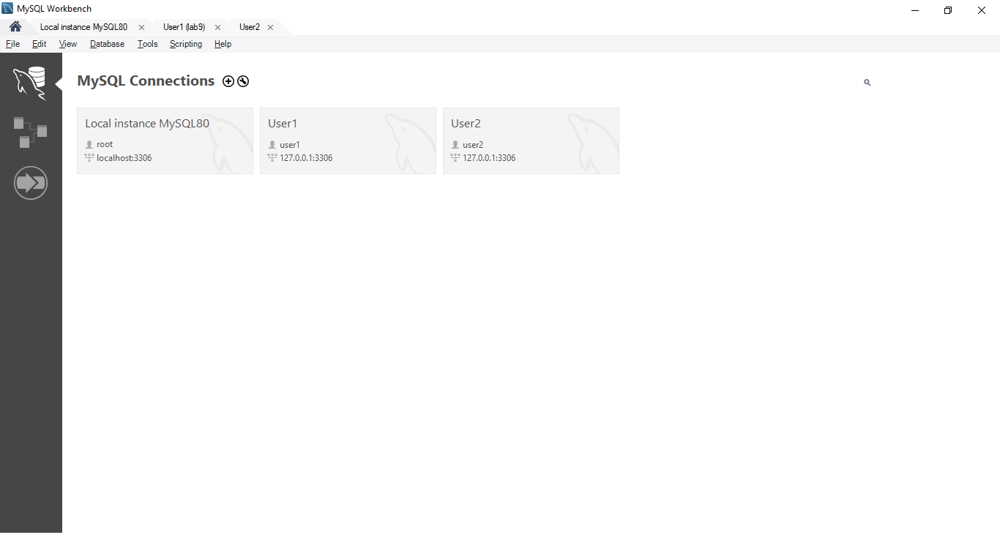 MySQL Workbench
Local instance MySQL80 User1 (lab9) User2
File Edit View Database Tools Scripting Help
MySQL Connections
Local instance MySQL80
root
localhost:3306
User1
user1
127.0.0.1:3306
User2
user2
127.0.0.1:3306